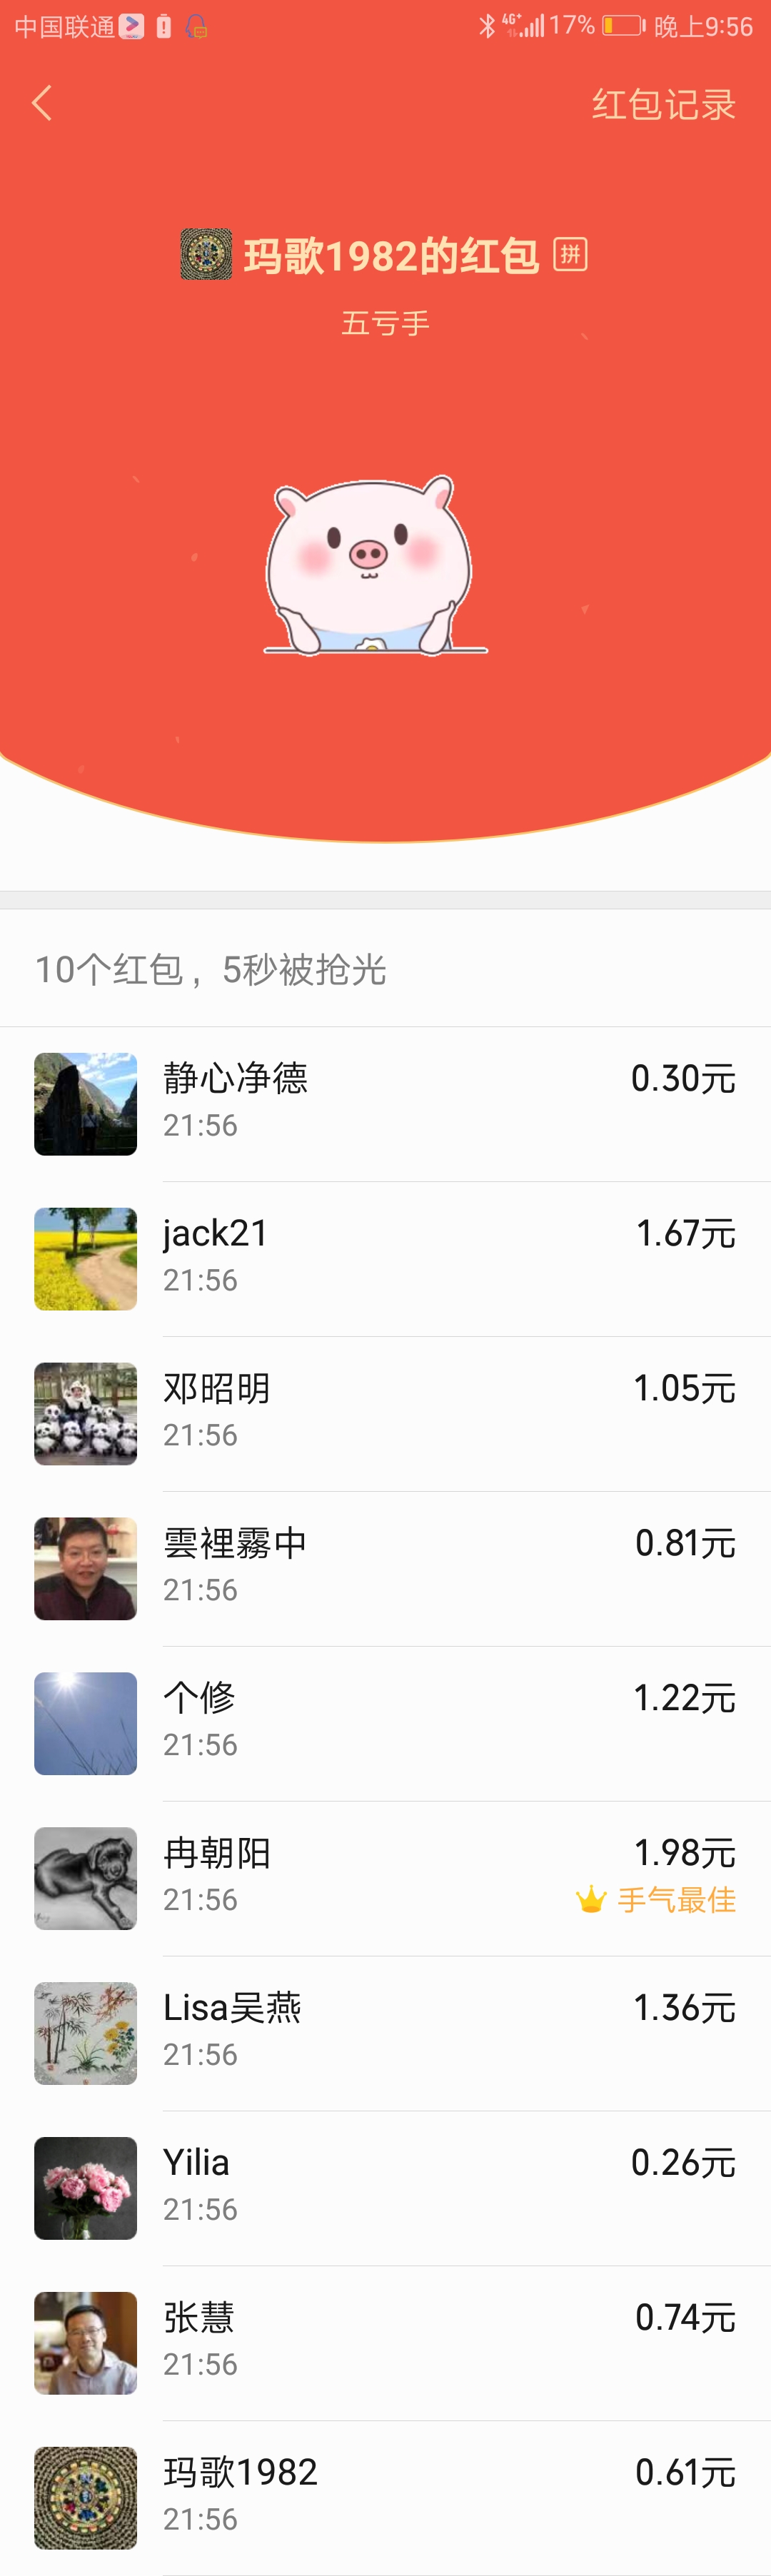 中国联通 4G+ 17% 晚上9:56
红包记录
玛歌1982的红包 拼
五亏手
10个红包，5秒被抢光
静心净德 0.30元
21:56
jack21 1.67元
21:56
邓昭明 1.05元
21:56
雲裡霧中 0.81元
21:56
个修 1.22元
21:56
冉朝阳 1.98元
21:56 手气最佳
Lisa吴燕 1.36元
21:56
Yilia 0.26元
21:56
张慧 0.74元
21:56
玛歌1982 0.61元
21:56